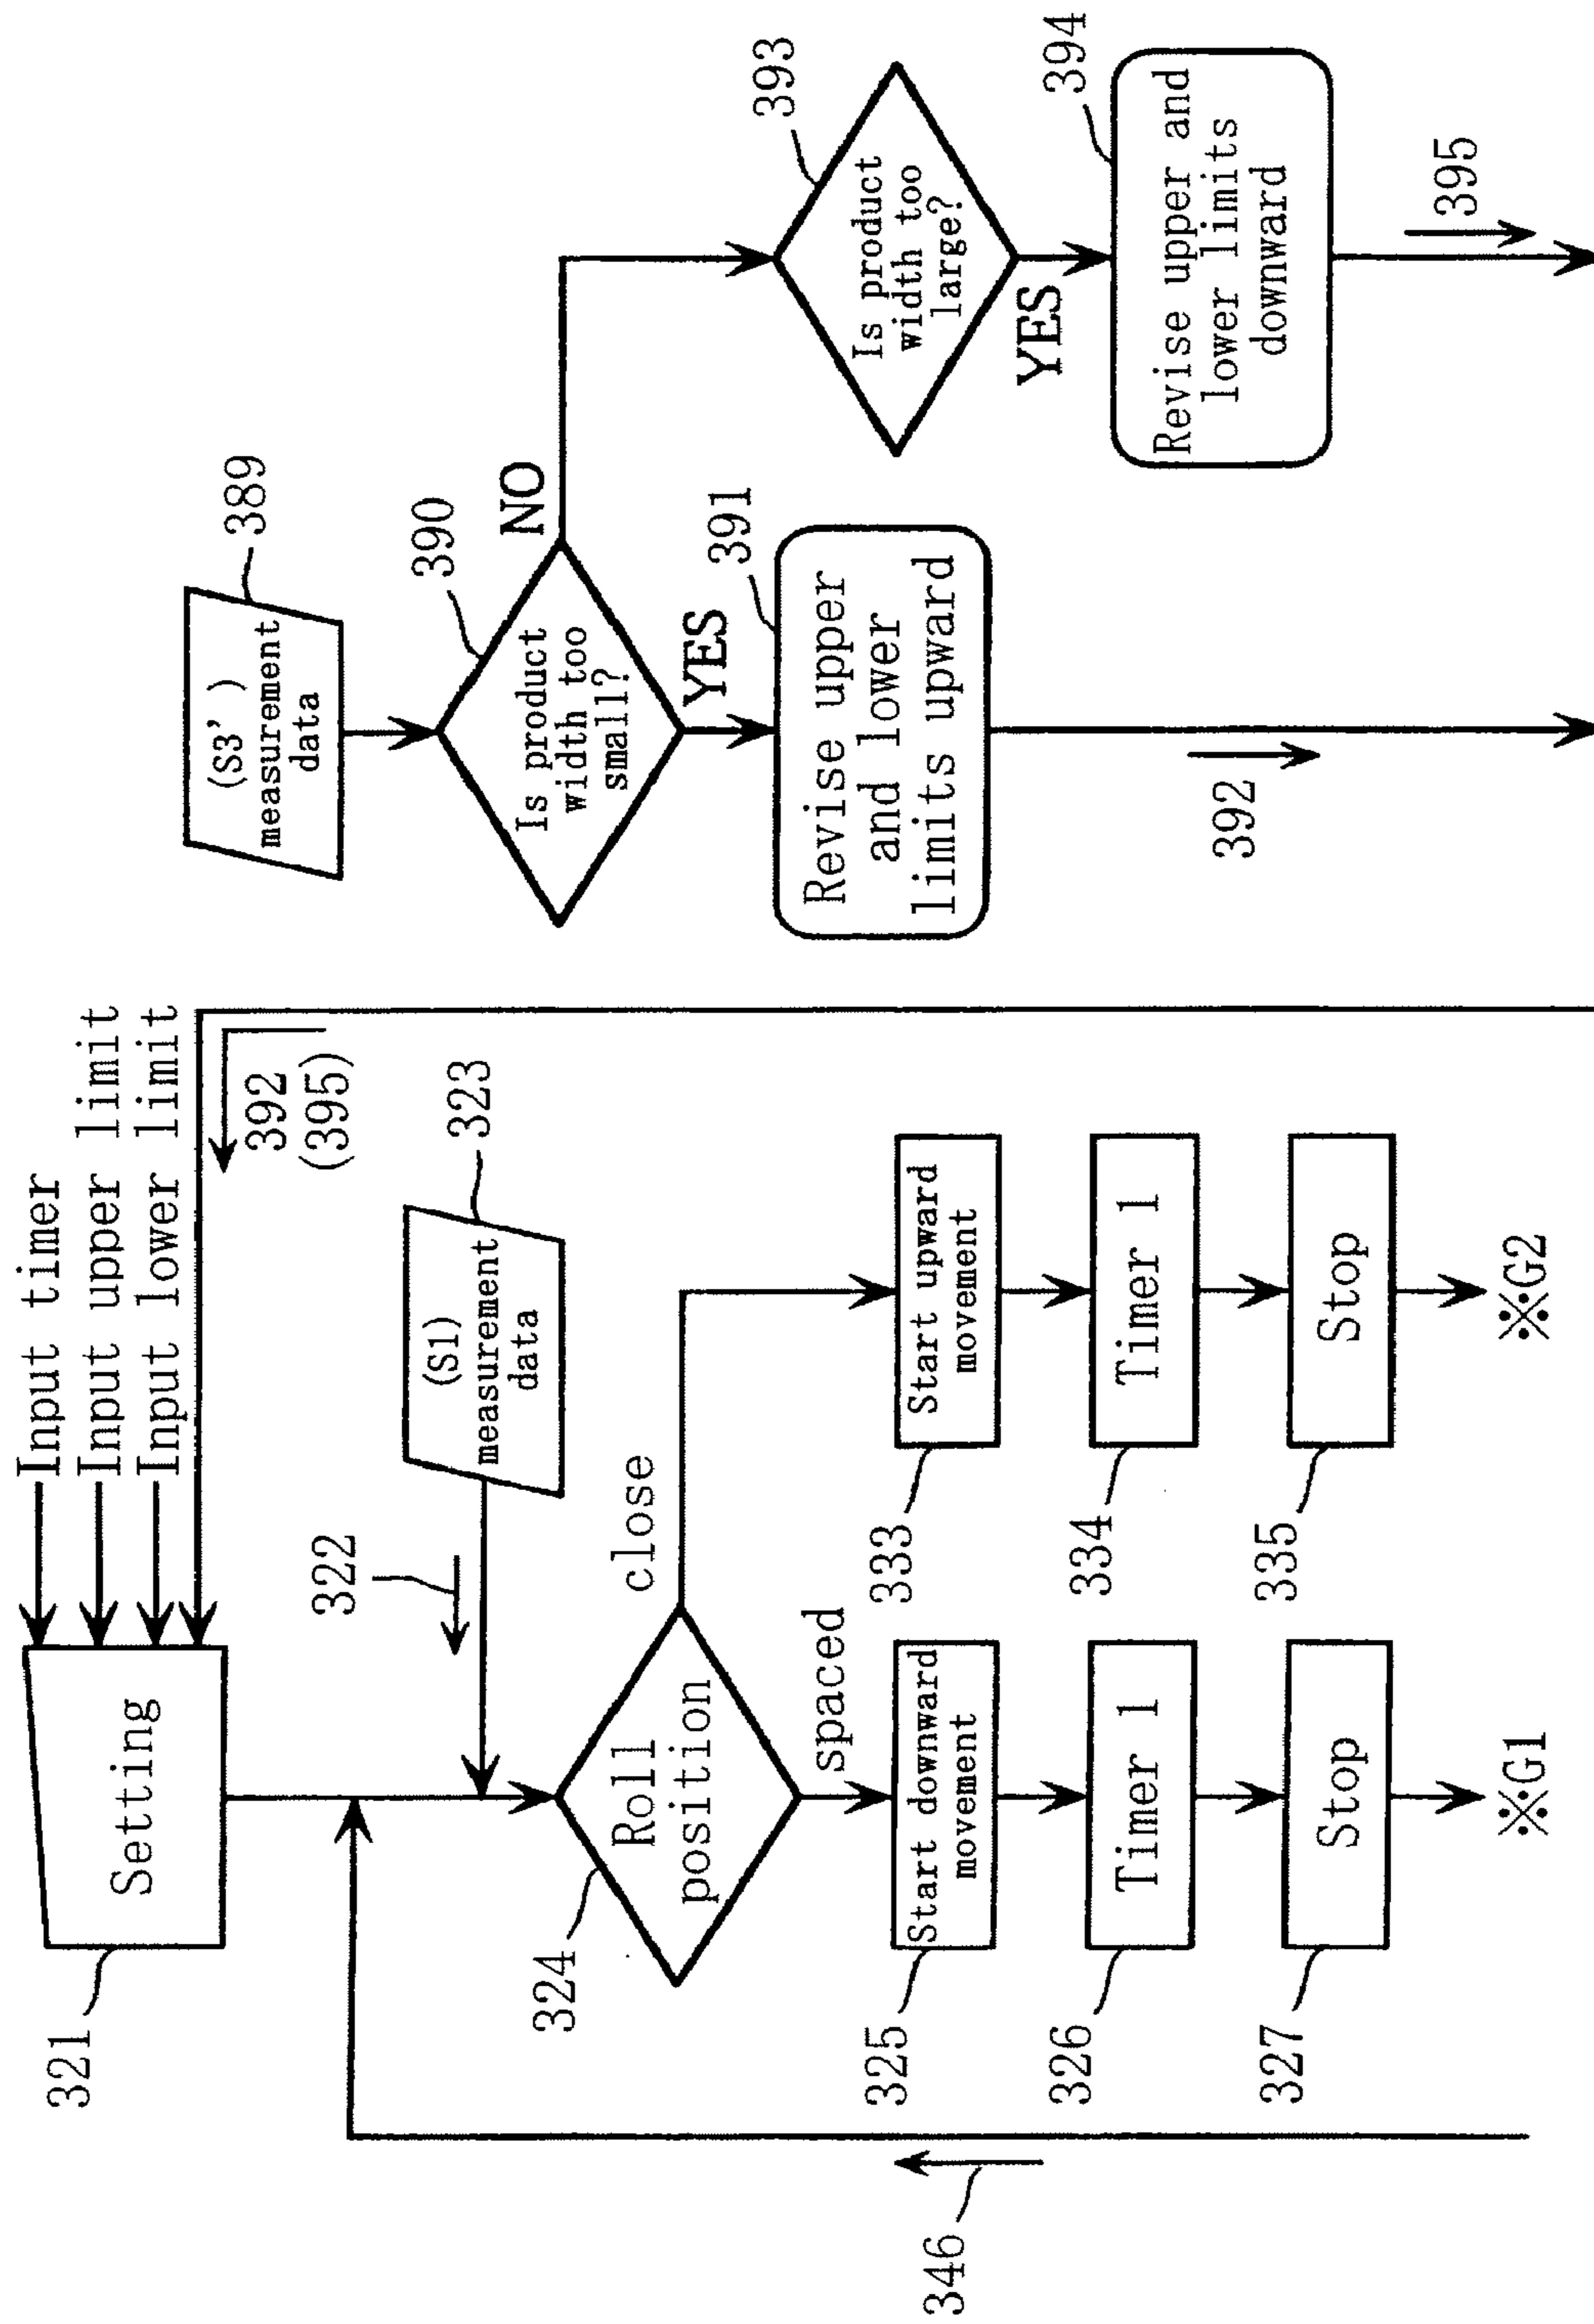 Input timer
Input upper limit
Input lower limit
392
(395)
Setting
321
322
(S1)
measurement
data
323
324
Roll
position
close
spaced
325
Start downward
movement
333
Start upward
movement
326
Timer 1
334
Timer 1
327
Stop
335
Stop
※G1
※G2
346
(S3')
measurement
data
389
390
Is product
width too
small?
NO
YES
391
Revise upper
and lower
limits upward
392
393
Is product
width too
large?
YES
394
Revise upper and
lower limits
downward
395